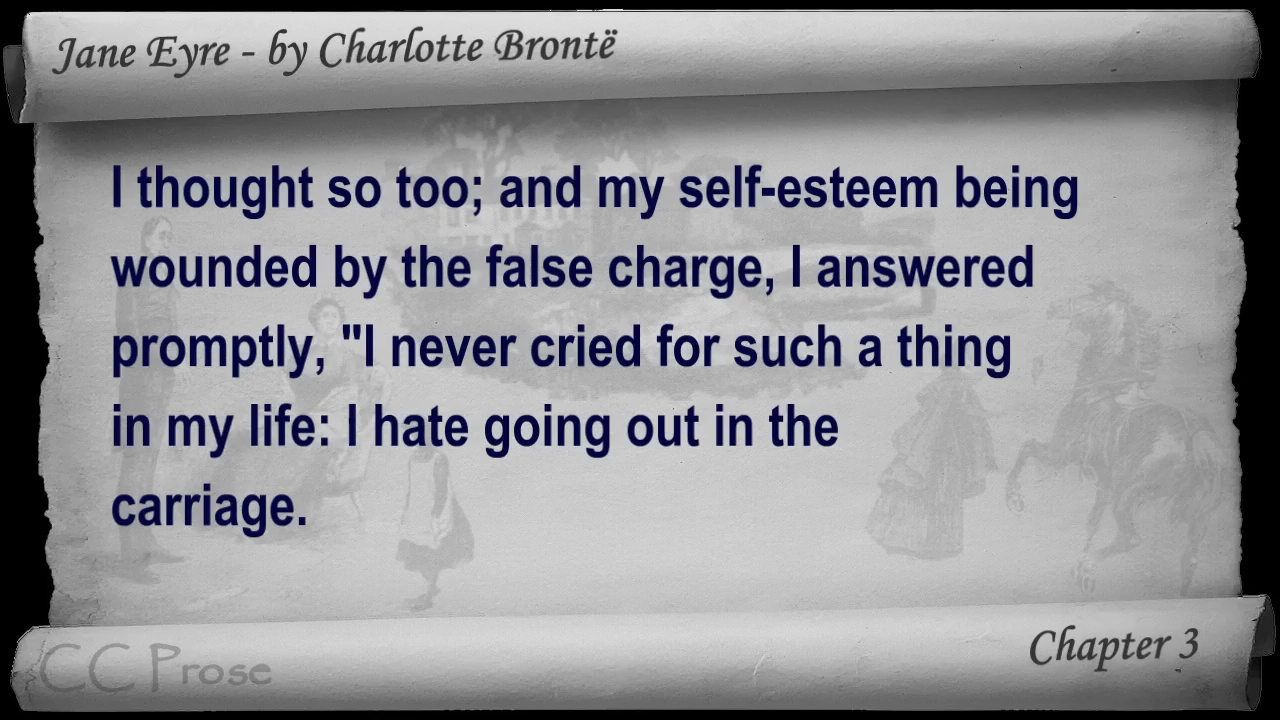 Jane Eyre - by Charlotte Brontë
I thought so too; and my self-esteem being
wounded by the false charge, I answered
promptly, "I never cried for such a thing
in my life: I hate going out in the
carriage.
Chapter 3
CC Prose